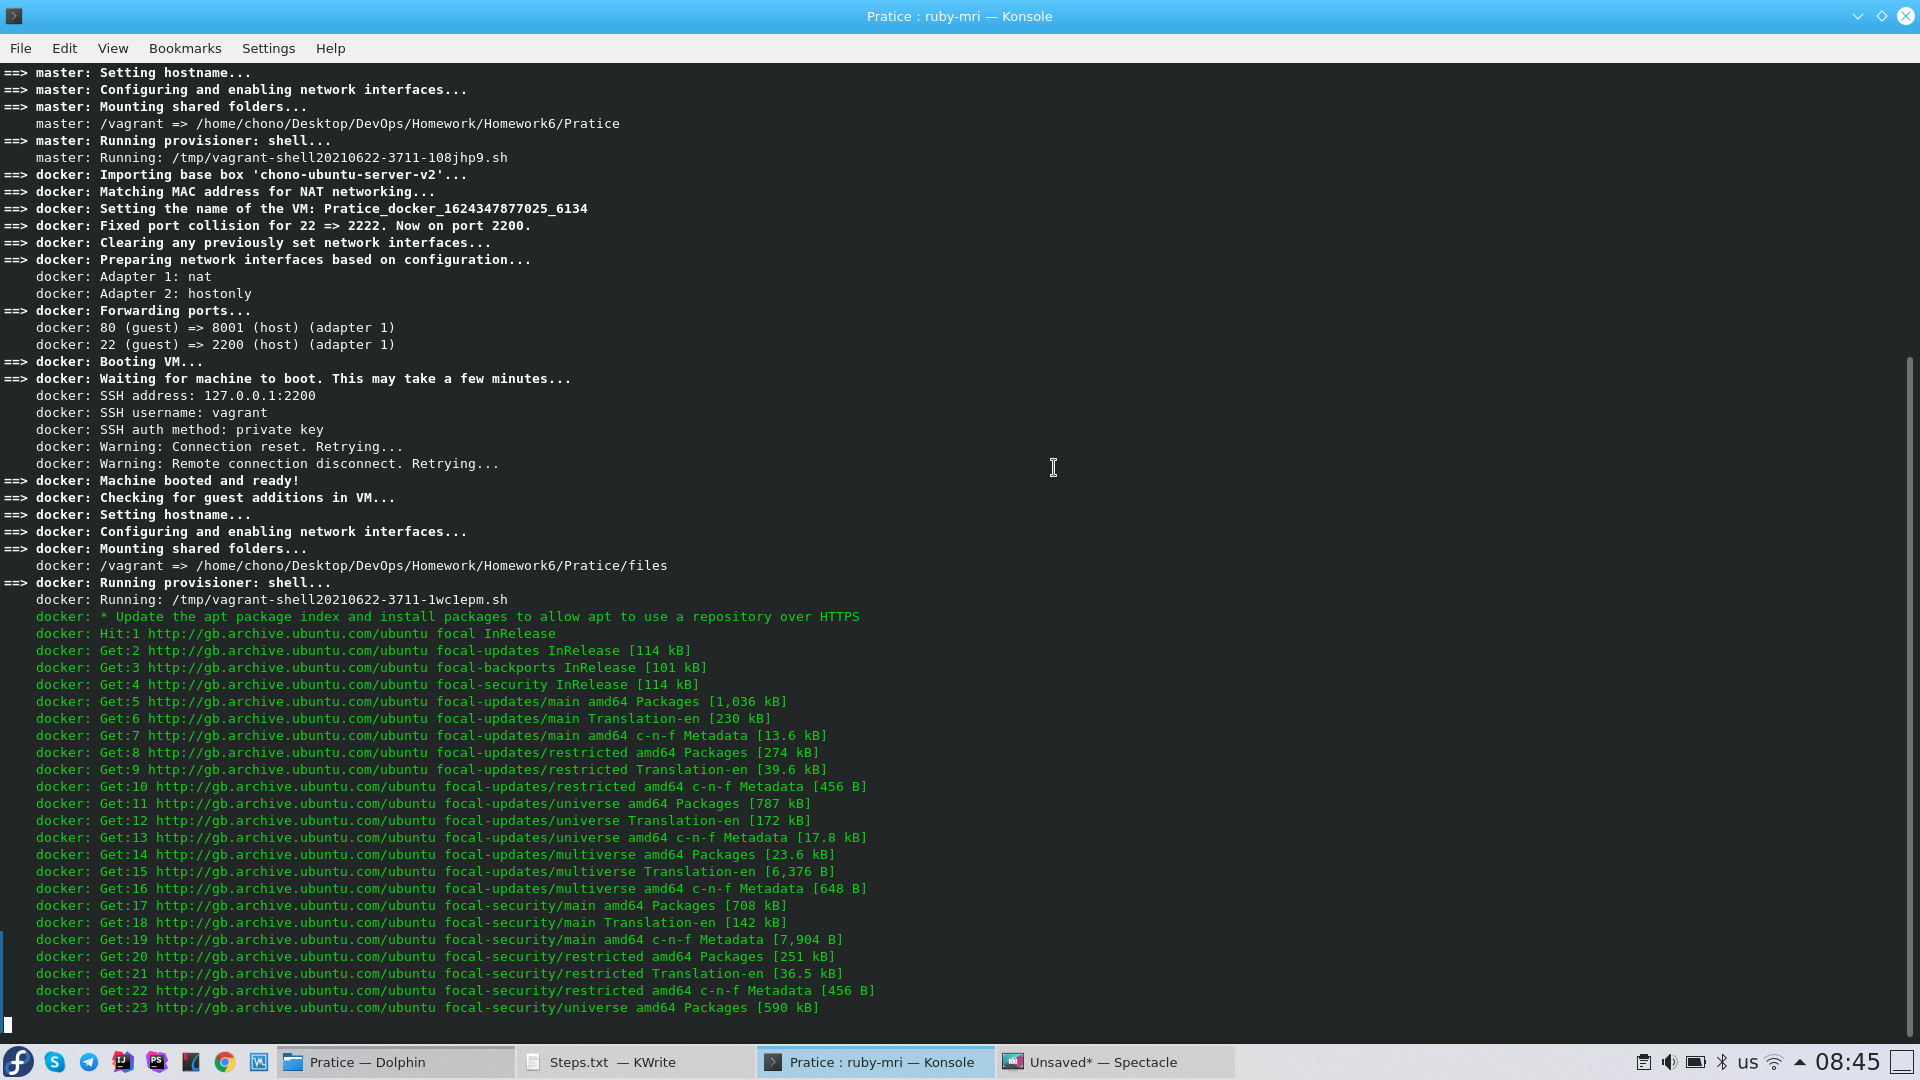 Pratice : ruby-mri — Konsole
File Edit View Bookmarks Settings Help
==> master: Setting hostname...
==> master: Configuring and enabling network interfaces...
==> master: Mounting shared folders...
    master: /vagrant => /home/chono/Desktop/DevOps/Homework/Homework6/Pratice
==> master: Running provisioner: shell...
    master: Running: /tmp/vagrant-shell20210622-3711-108jhp9.sh
==> docker: Importing base box 'chono-ubuntu-server-v2'...
==> docker: Matching MAC address for NAT networking...
==> docker: Setting the name of the VM: Pratice_docker_1624347877025_6134
==> docker: Fixed port collision for 22 => 2222. Now on port 2200.
==> docker: Clearing any previously set network interfaces...
==> docker: Preparing network interfaces based on configuration...
    docker: Adapter 1: nat
    docker: Adapter 2: hostonly
==> docker: Forwarding ports...
    docker: 80 (guest) => 8001 (host) (adapter 1)
    docker: 22 (guest) => 2200 (host) (adapter 1)
==> docker: Booting VM...
==> docker: Waiting for machine to boot. This may take a few minutes...
    docker: SSH address: 127.0.0.1:2200
    docker: SSH username: vagrant
    docker: SSH auth method: private key
    docker: Warning: Connection reset. Retrying...
    docker: Warning: Remote connection disconnect. Retrying...
==> docker: Machine booted and ready!
==> docker: Checking for guest additions in VM...
==> docker: Setting hostname...
==> docker: Configuring and enabling network interfaces...
==> docker: Mounting shared folders...
    docker: /vagrant => /home/chono/Desktop/DevOps/Homework/Homework6/Pratice/files
==> docker: Running provisioner: shell...
    docker: Running: /tmp/vagrant-shell20210622-3711-1wc1epm.sh
    docker: * Update the apt package index and install packages to allow apt to use a repository over HTTPS
    docker: Hit:1 http://gb.archive.ubuntu.com/ubuntu focal InRelease
    docker: Get:2 http://gb.archive.ubuntu.com/ubuntu focal-updates InRelease [114 kB]
    docker: Get:3 http://gb.archive.ubuntu.com/ubuntu focal-backports InRelease [101 kB]
    docker: Get:4 http://gb.archive.ubuntu.com/ubuntu focal-security InRelease [114 kB]
    docker: Get:5 http://gb.archive.ubuntu.com/ubuntu focal-updates/main amd64 Packages [1,036 kB]
    docker: Get:6 http://gb.archive.ubuntu.com/ubuntu focal-updates/main Translation-en [230 kB]
    docker: Get:7 http://gb.archive.ubuntu.com/ubuntu focal-updates/main amd64 c-n-f Metadata [13.6 kB]
    docker: Get:8 http://gb.archive.ubuntu.com/ubuntu focal-updates/restricted amd64 Packages [274 kB]
    docker: Get:9 http://gb.archive.ubuntu.com/ubuntu focal-updates/restricted Translation-en [39.6 kB]
    docker: Get:10 http://gb.archive.ubuntu.com/ubuntu focal-updates/restricted amd64 c-n-f Metadata [456 B]
    docker: Get:11 http://gb.archive.ubuntu.com/ubuntu focal-updates/universe amd64 Packages [787 kB]
    docker: Get:12 http://gb.archive.ubuntu.com/ubuntu focal-updates/universe Translation-en [172 kB]
    docker: Get:13 http://gb.archive.ubuntu.com/ubuntu focal-updates/universe amd64 c-n-f Metadata [17.8 kB]
    docker: Get:14 http://gb.archive.ubuntu.com/ubuntu focal-updates/multiverse amd64 Packages [23.6 kB]
    docker: Get:15 http://gb.archive.ubuntu.com/ubuntu focal-updates/multiverse Translation-en [6,376 B]
    docker: Get:16 http://gb.archive.ubuntu.com/ubuntu focal-updates/multiverse amd64 c-n-f Metadata [648 B]
    docker: Get:17 http://gb.archive.ubuntu.com/ubuntu focal-security/main amd64 Packages [708 kB]
    docker: Get:18 http://gb.archive.ubuntu.com/ubuntu focal-security/main Translation-en [142 kB]
    docker: Get:19 http://gb.archive.ubuntu.com/ubuntu focal-security/main amd64 c-n-f Metadata [7,904 B]
    docker: Get:20 http://gb.archive.ubuntu.com/ubuntu focal-security/restricted amd64 Packages [251 kB]
    docker: Get:21 http://gb.archive.ubuntu.com/ubuntu focal-security/restricted Translation-en [36.5 kB]
    docker: Get:22 http://gb.archive.ubuntu.com/ubuntu focal-security/restricted amd64 c-n-f Metadata [456 B]
    docker: Get:23 http://gb.archive.ubuntu.com/ubuntu focal-security/universe amd64 Packages [590 kB]
Pratice — Dolphin Steps.txt — KWrite Pratice : ruby-mri — Konsole Unsaved* — Spectacle us 08:45